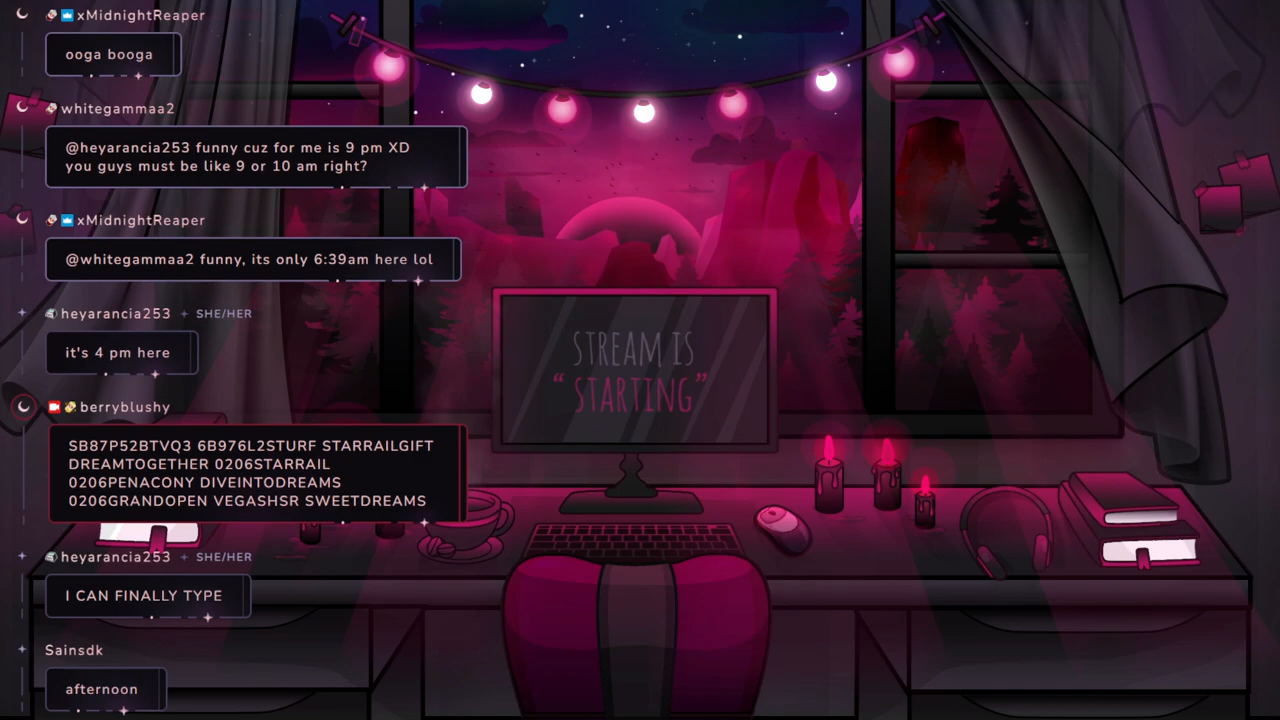 xMidnightReaper
ooga booga
whitegammaa2
@heyarancia253 funny cuz for me is 9 pm XD
you guys must be like 9 or 10 am right?
xMidnightReaper
@whitegammaa2 funny, its only 6:39am here lol
heyarancia253 SHE/HER
it's 4 pm here
berryblushy
SB87P52BTVQ3 6B976L2STURF STARRAILGIFT
DREAMTOGETHER 0206STARRAIL
0206PENACONY DIVEINTODREAMS
0206GRANDOPEN VEGASHSR SWEETDREAMS
heyarancia253 SHE/HER
I CAN FINALLY TYPE
Sainsdk
afternoon
STREAM IS
“ STARTING”